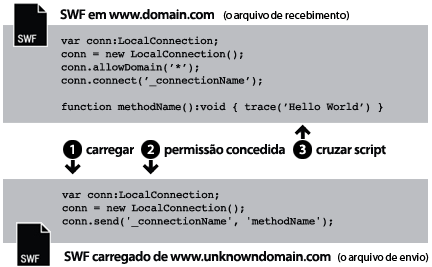 SWF
SWF em www.domain.com (o arquivo de recebimento)
var conn:LocalConnection;
conn = new LocalConnection();
conn.allowDomain('*');
conn.connect('_connectionName');
function methodName():void { trace('Hello World') }
1 carregar 2 permissão concedida 3 cruzar script
var conn:LocalConnection;
conn = new LocalConnection();
conn.send('_connectionName', 'methodName');
SWF
SWF carregado de www.unknowndomain.com (o arquivo de envio)